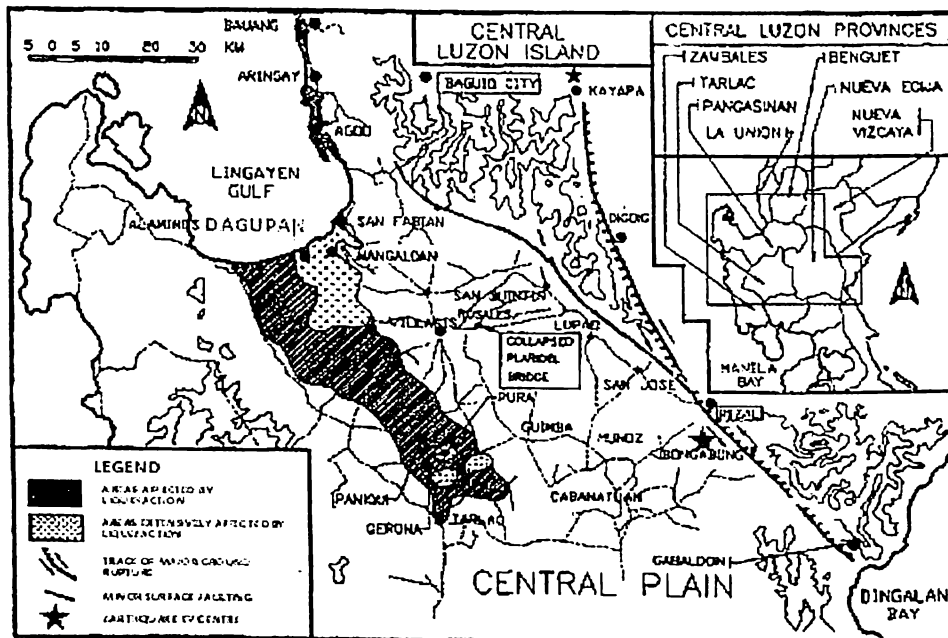 BAUANG
5 0 5 10 20 30
KM
ARINGAY
AGOO
N
LINGAYEN
GULF
DAGUPAN
SAN FABIAN
MANGALDAN
CENTRAL
LUZON ISLAND
BAGUIO CITY
KAYAPA
DIGDIG
SAN QUINTIN
ROSALES
VILLASIS
LUPAO
COLLAPSED
BRIDGE
SAN JOSE
PURA
GUIMBA
MUNOZ
RIZAL
BONGABUNG
CABANATUAN
PANIQUI
GERONA
TARLAC
GABALDON
CENTRAL PLAIN
DINGALAN
BAY
CENTRAL LUZON PROVINCES
ZAMBALES
TARLAC
PANGASINAN
LA UNION
BENGUET
NUEVA ECIJA
NUEVA
VIZCAYA
MANILA
BAY
LEGEND
AREAS AFFECTED BY
LIQUEFACTION
AREAS EXTENSIVELY AFFECTED BY
LIQUEFACTION
TRACK OF MAJOR GROUND
RUPTURE
MINOR SURFACE FAULTING
EARTHQUAKE EPICENTRE